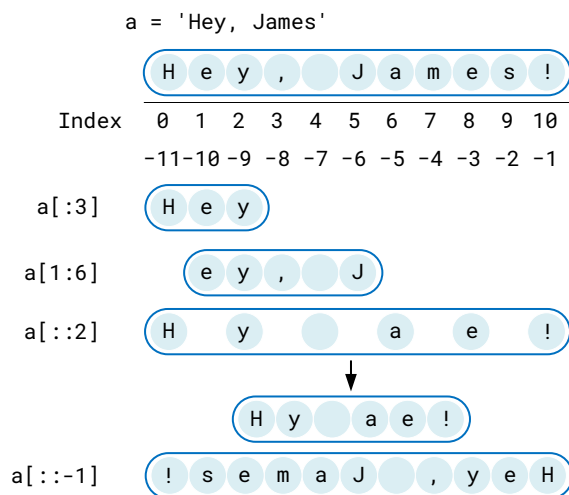 a = 'Hey, James'
H e y , J a m e s !
Index 0 1 2 3 4 5 6 7 8 9 10
-11 -10 -9 -8 -7 -6 -5 -4 -3 -2 -1
a[:3] H e y
a[1:6] e y , J
a[::2] H y a e !
H y a e !
a[::-1] ! s e m a J , y e H